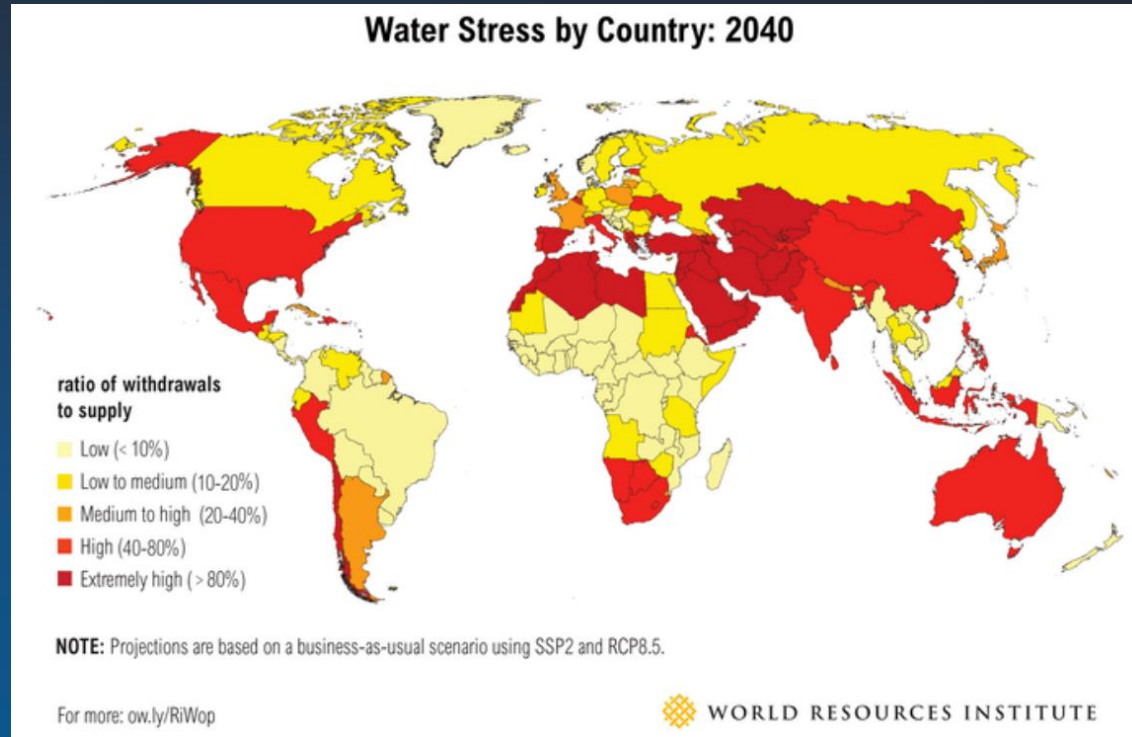 Water Stress by Country: 2040
ratio of withdrawals
to supply
Low (< 10%)
Low to medium (10-20%)
Medium to high (20-40%)
High (40-80%)
Extremely high ( > 80%)
NOTE: Projections are based on a business-as-usual scenario using SSP2 and RCP8.5.
For more: ow.ly/RiWop
WORLD RESOURCES INSTITUTE